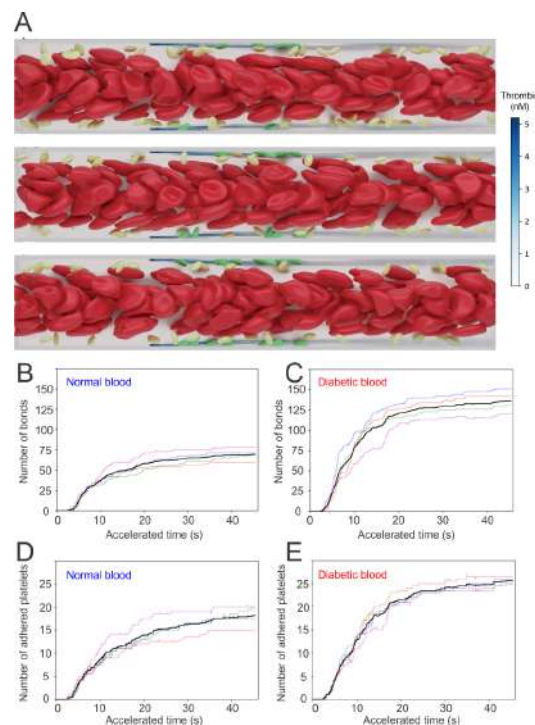 A
Thrombi
(nM)
5
4
3
2
1
0
B
Normal blood
Number of bonds
150
125
100
75
50
25
0
0 10 20 30 40
Accelerated time (s)
C
Diabetic blood
Number of bonds
150
125
100
75
50
25
0
0 10 20 30 40
Accelerated time (s)
D
Normal blood
Number of adhered platelets
25
20
15
10
5
0
0 10 20 30 40
Accelerated time (s)
E
Diabetic blood
Number of adhered platelets
25
20
15
10
5
0
0 10 20 30 40
Accelerated time (s)